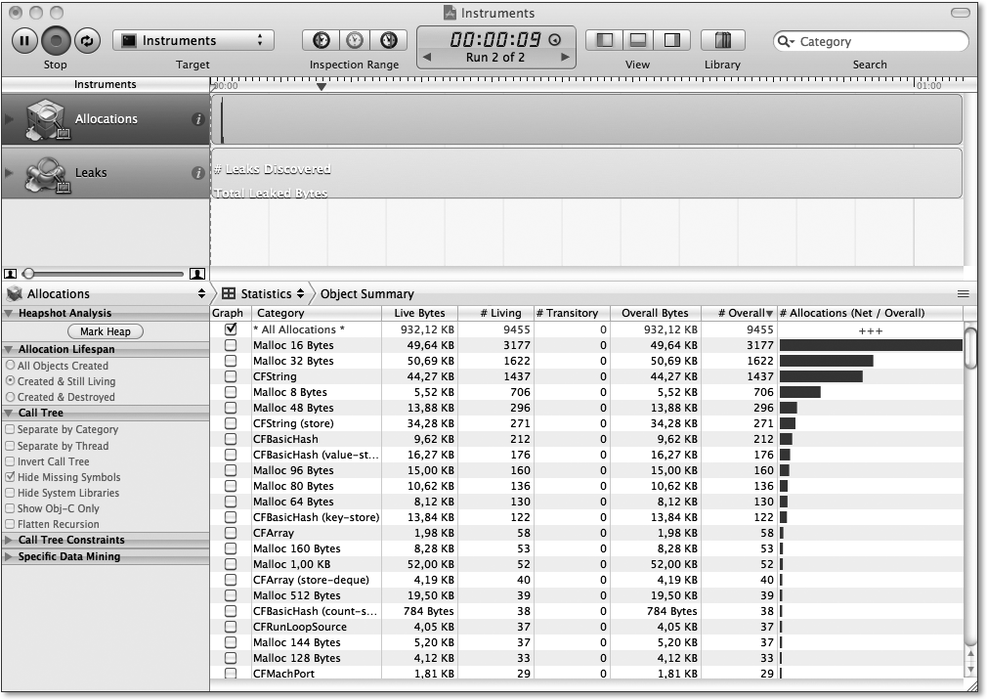 Instruments
Instruments
00:00:09
Run 2 of 2
Category
Stop
Target
Inspection Range
View
Library
Search
Instruments
00:00
01:00
Allocations
Leaks
# Leaks Discovered
Total Leaked Bytes
Allocations
Statistics
Object Summary
Heapshot Analysis
Mark Heap
Allocation Lifespan
All Objects Created
Created & Still Living
Created & Destroyed
Call Tree
Separate by Category
Separate by Thread
Invert Call Tree
Hide Missing Symbols
Hide System Libraries
Show Obj-C Only
Flatten Recursion
Call Tree Constraints
Specific Data Mining
Graph Category Live Bytes # Living # Transitory Overall Bytes # Overall # Allocations (Net / Overall)
* All Allocations * 932,12 KB 9455 0 932,12 KB 9455 +++
Malloc 16 Bytes 49,64 KB 3177 0 49,64 KB 3177
Malloc 32 Bytes 50,69 KB 1622 0 50,69 KB 1622
CFString 44,27 KB 1437 0 44,27 KB 1437
Malloc 8 Bytes 5,52 KB 706 0 5,52 KB 706
Malloc 48 Bytes 13,88 KB 296 0 13,88 KB 296
CFString (store) 34,28 KB 271 0 34,28 KB 271
CFBasicHash 9,62 KB 212 0 9,62 KB 212
CFBasicHash (value-st... 16,27 KB 176 0 16,27 KB 176
Malloc 96 Bytes 15,00 KB 160 0 15,00 KB 160
Malloc 80 Bytes 10,62 KB 136 0 10,62 KB 136
Malloc 64 Bytes 8,12 KB 130 0 8,12 KB 130
CFBasicHash (key-store) 13,84 KB 122 0 13,84 KB 122
CFArray 1,98 KB 58 0 1,98 KB 58
Malloc 160 Bytes 8,28 KB 53 0 8,28 KB 53
Malloc 1,00 KB 52,00 KB 52 0 52,00 KB 52
CFArray (store-deque) 4,19 KB 40 0 4,19 KB 40
Malloc 512 Bytes 19,50 KB 39 0 19,50 KB 39
CFBasicHash (count-s... 784 Bytes 38 0 784 Bytes 38
CFRunLoopSource 4,05 KB 37 0 4,05 KB 37
Malloc 144 Bytes 5,20 KB 37 0 5,20 KB 37
Malloc 128 Bytes 4,12 KB 33 0 4,12 KB 33
CFMachPort 1,81 KB 29 0 1,81 KB 29